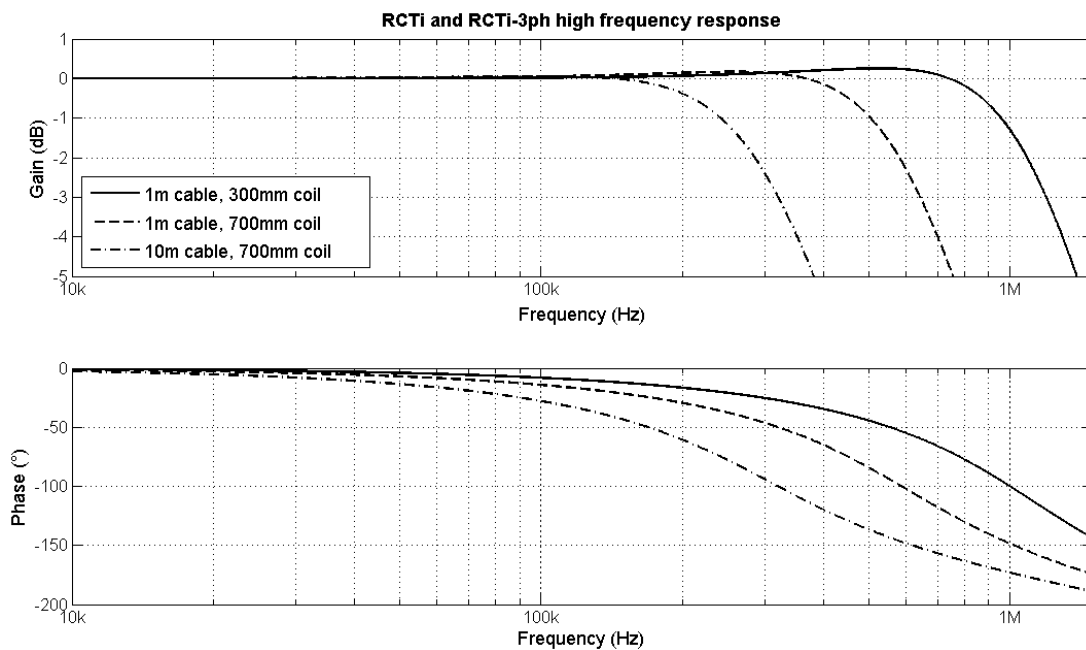 RCTi and RCTi-3ph high frequency response
1
0
-1
-2
-3
-4
-5
Gain (dB)
1m cable, 300mm coil
1m cable, 700mm coil
10m cable, 700mm coil
10k
100k
1M
Frequency (Hz)
0
-50
-100
-150
-200
Phase (°)
10k
100k
1M
Frequency (Hz)